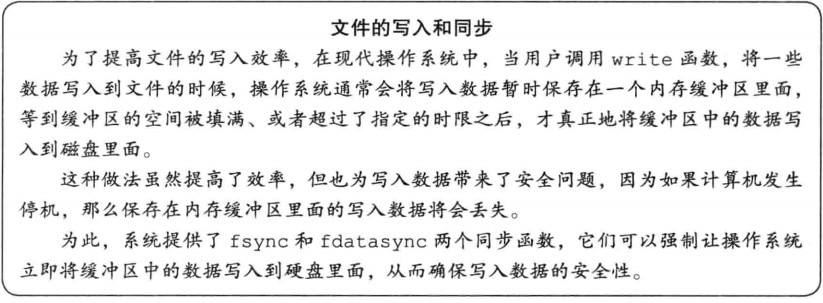 文件的写入和同步
为了提高文件的写入效率，在现代操作系统中，当用户调用 write 函数，将一些
数据写入到文件的时候，操作系统通常会将写入数据暂时保存在一个内存缓冲区里面，
等到缓冲区的空间被填满、或者超过了指定的时限之后，才真正地将缓冲区中的数据写
入到磁盘里面。
这种做法虽然提高了效率，但也为写入数据带来了安全问题，因为如果计算机发生
停机，那么保存在内存缓冲区里面的写入数据将会丢失。
为此，系统提供了 fsync 和 fdatasync 两个同步函数，它们可以强制让操作系统
立即将缓冲区中的数据写入到硬盘里面，从而确保写入数据的安全性。